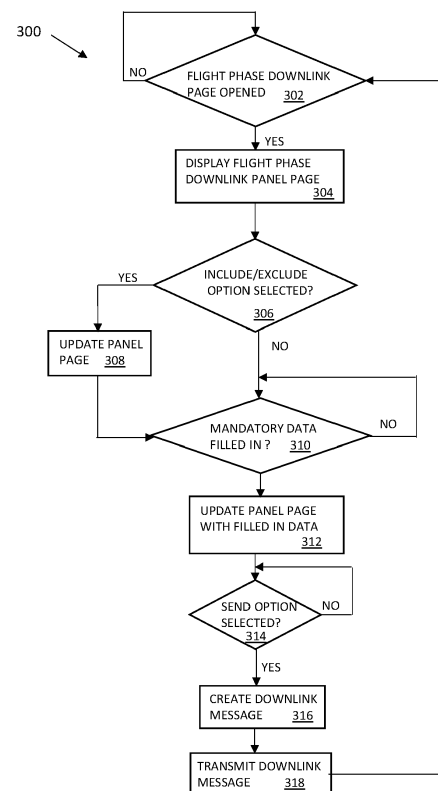 300
NO
FLIGHT PHASE DOWNLINK
PAGE OPENED 302
YES
DISPLAY FLIGHT PHASE
DOWNLINK PANEL PAGE
304
YES
INCLUDE/EXCLUDE
OPTION SELECTED?
306
NO
UPDATE PANEL
PAGE 308
MANDATORY DATA
FILLED IN ? 310
NO
UPDATE PANEL PAGE
WITH FILLED IN DATA
312
SEND OPTION
SELECTED?
314
NO
YES
CREATE DOWNLINK
MESSAGE 316
TRANSMIT DOWNLINK
MESSAGE 318